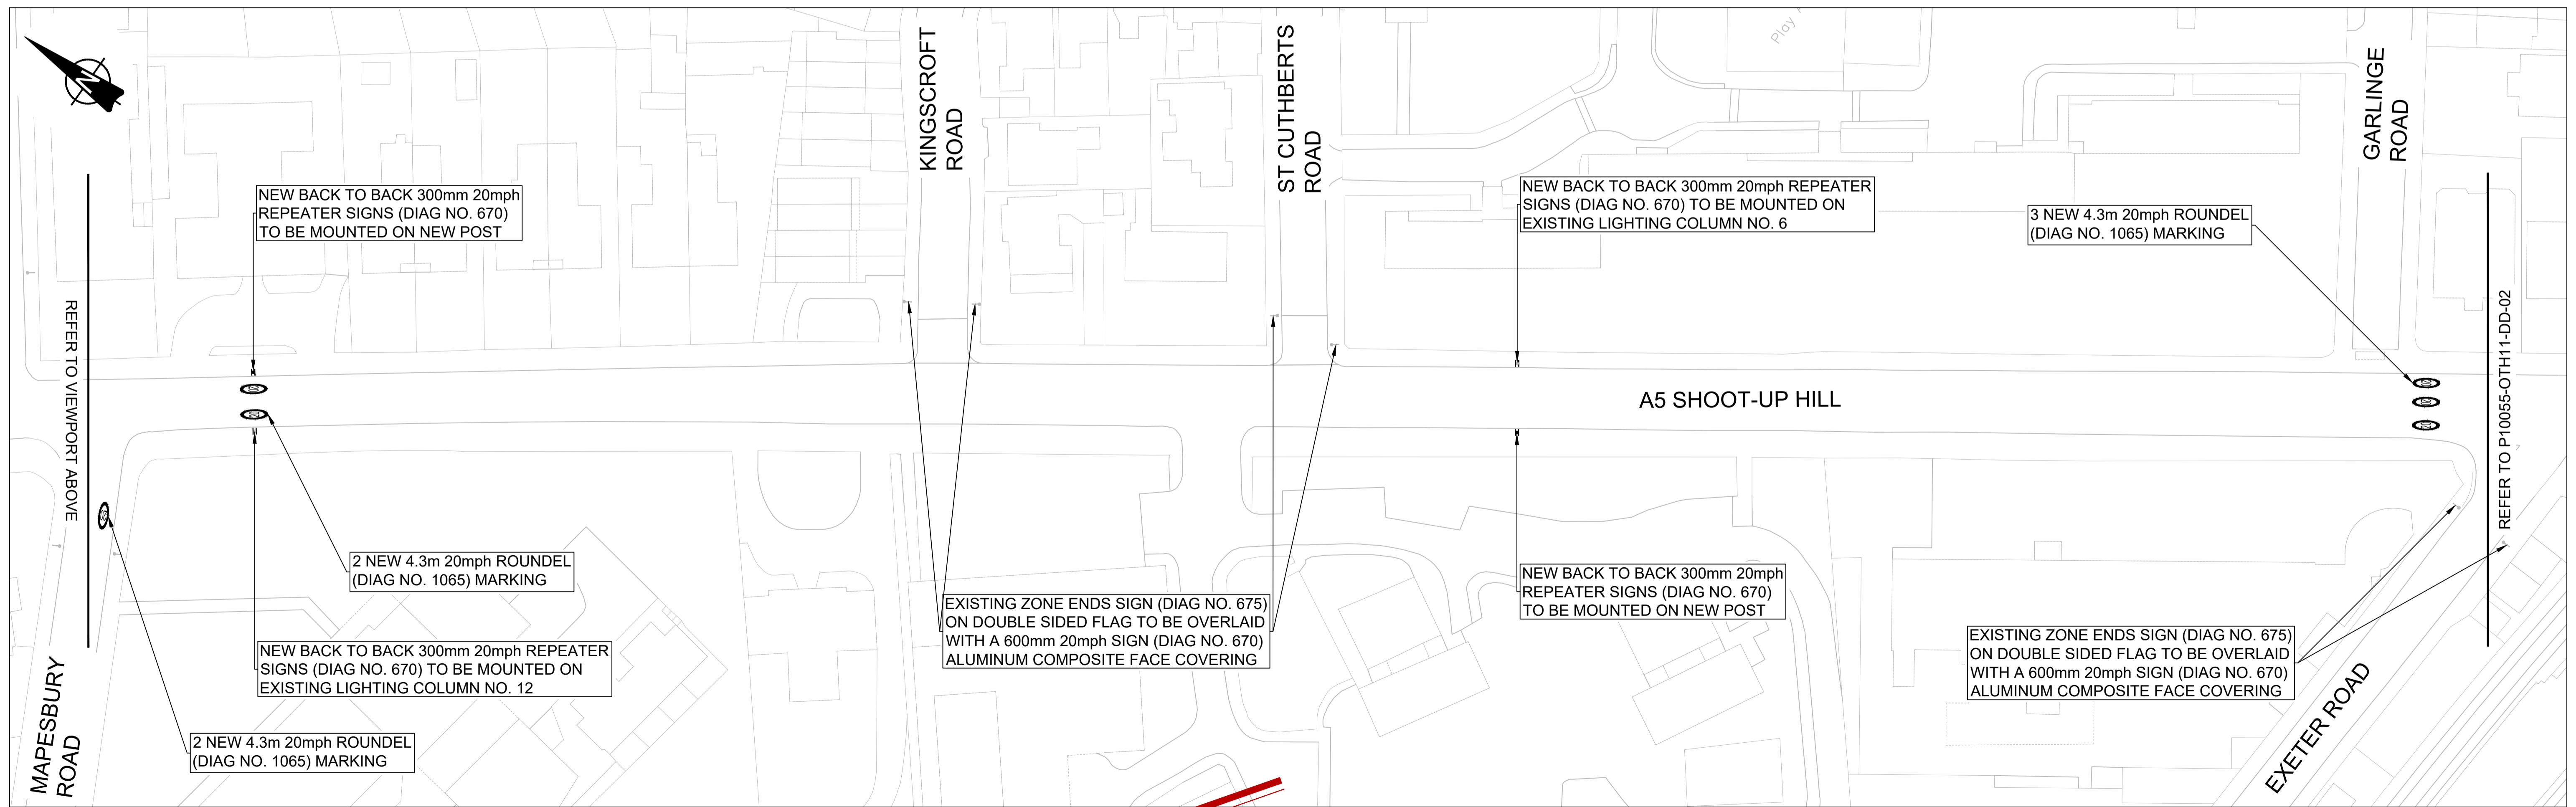 N
KINGSCROFT
ROAD
ST CUTHBERTS
ROAD
Play
GARLINGE
ROAD
NEW BACK TO BACK 300mm 20mph
REPEATER SIGNS (DIAG NO. 670)
TO BE MOUNTED ON NEW POST
NEW BACK TO BACK 300mm 20mph REPEATER
SIGNS (DIAG NO. 670) TO BE MOUNTED ON
EXISTING LIGHTING COLUMN NO. 6
3 NEW 4.3m 20mph ROUNDEL
(DIAG NO. 1065) MARKING
REFER TO VIEWPORT ABOVE
REFER TO P10055-OTH11-DD-02
A5 SHOOT-UP HILL
20
20
20
20
20
20
2 NEW 4.3m 20mph ROUNDEL
(DIAG NO. 1065) MARKING
NEW BACK TO BACK 300mm 20mph
REPEATER SIGNS (DIAG NO. 670)
TO BE MOUNTED ON NEW POST
EXISTING ZONE ENDS SIGN (DIAG NO. 675)
ON DOUBLE SIDED FLAG TO BE OVERLAID
WITH A 600mm 20mph SIGN (DIAG NO. 670)
ALUMINUM COMPOSITE FACE COVERING
EXISTING ZONE ENDS SIGN (DIAG NO. 675)
ON DOUBLE SIDED FLAG TO BE OVERLAID
WITH A 600mm 20mph SIGN (DIAG NO. 670)
ALUMINUM COMPOSITE FACE COVERING
NEW BACK TO BACK 300mm 20mph REPEATER
SIGNS (DIAG NO. 670) TO BE MOUNTED ON
EXISTING LIGHTING COLUMN NO. 12
MAPESBURY
ROAD
2 NEW 4.3m 20mph ROUNDEL
(DIAG NO. 1065) MARKING
EXETER ROAD